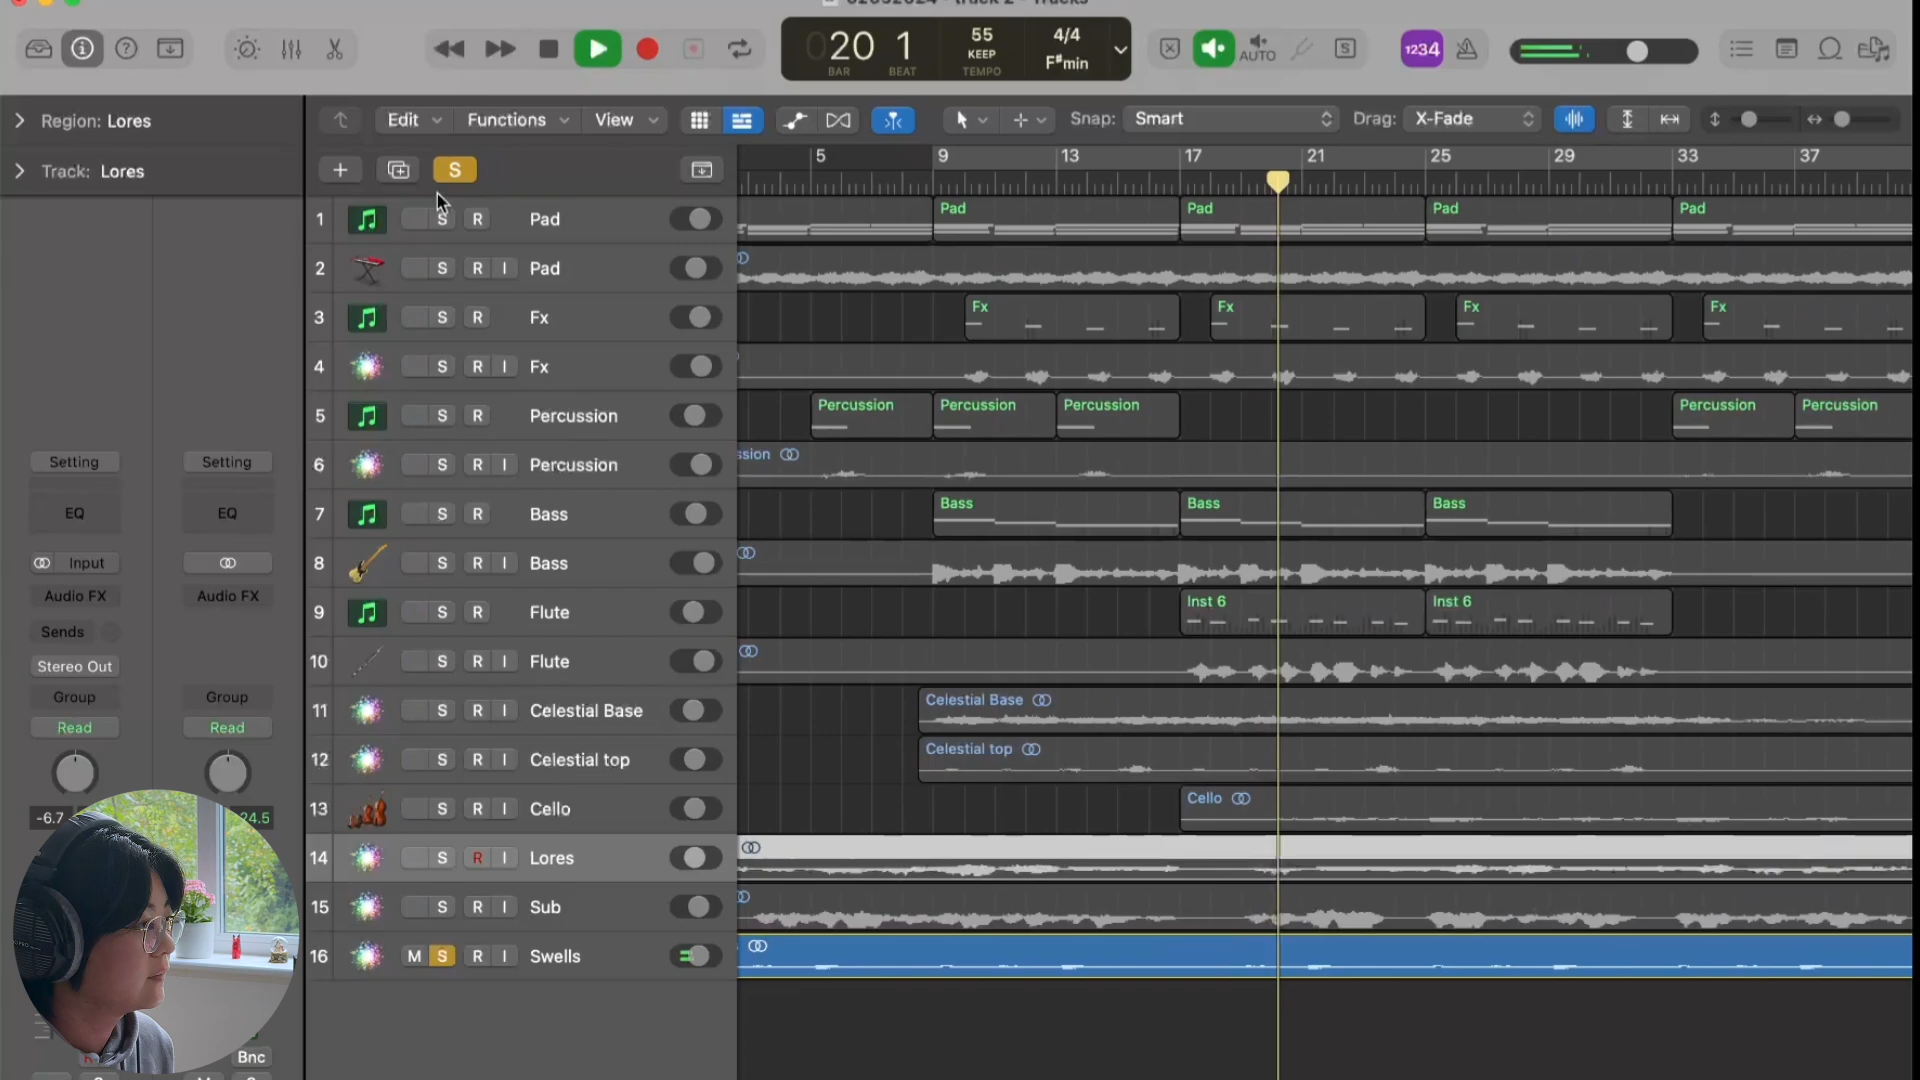 1234
020 1
BAR BEAT
55
KEEP
TEMPO
4/4
F#min
AUTO
S
Region: Lores
Edit Functions View
Snap: Smart
Drag: X-Fade
Track: Lores
S
5 9 13 17 21 25 29 33 37
1 S R Pad
Pad Pad Pad Pad
2 S R I Pad
3 S R Fx
Fx Fx Fx Fx
4 S R I Fx
5 S R Percussion
Percussion Percussion Percussion Percussion Percussion
6 S R I Percussion
ssion
7 S R Bass
Bass Bass Bass
8 S R I Bass
9 S R Flute
Inst 6 Inst 6
10 S R I Flute
11 S R I Celestial Base
Celestial Base
12 S R I Celestial top
Celestial top
13 S R I Cello
Cello
14 S R I Lores
15 S R I Sub
16 M S R I Swells
Setting Setting
EQ EQ
Input
Audio FX Audio FX
Sends
Stereo Out
Group Group
Read Read
-6.7 24.5
Bnc